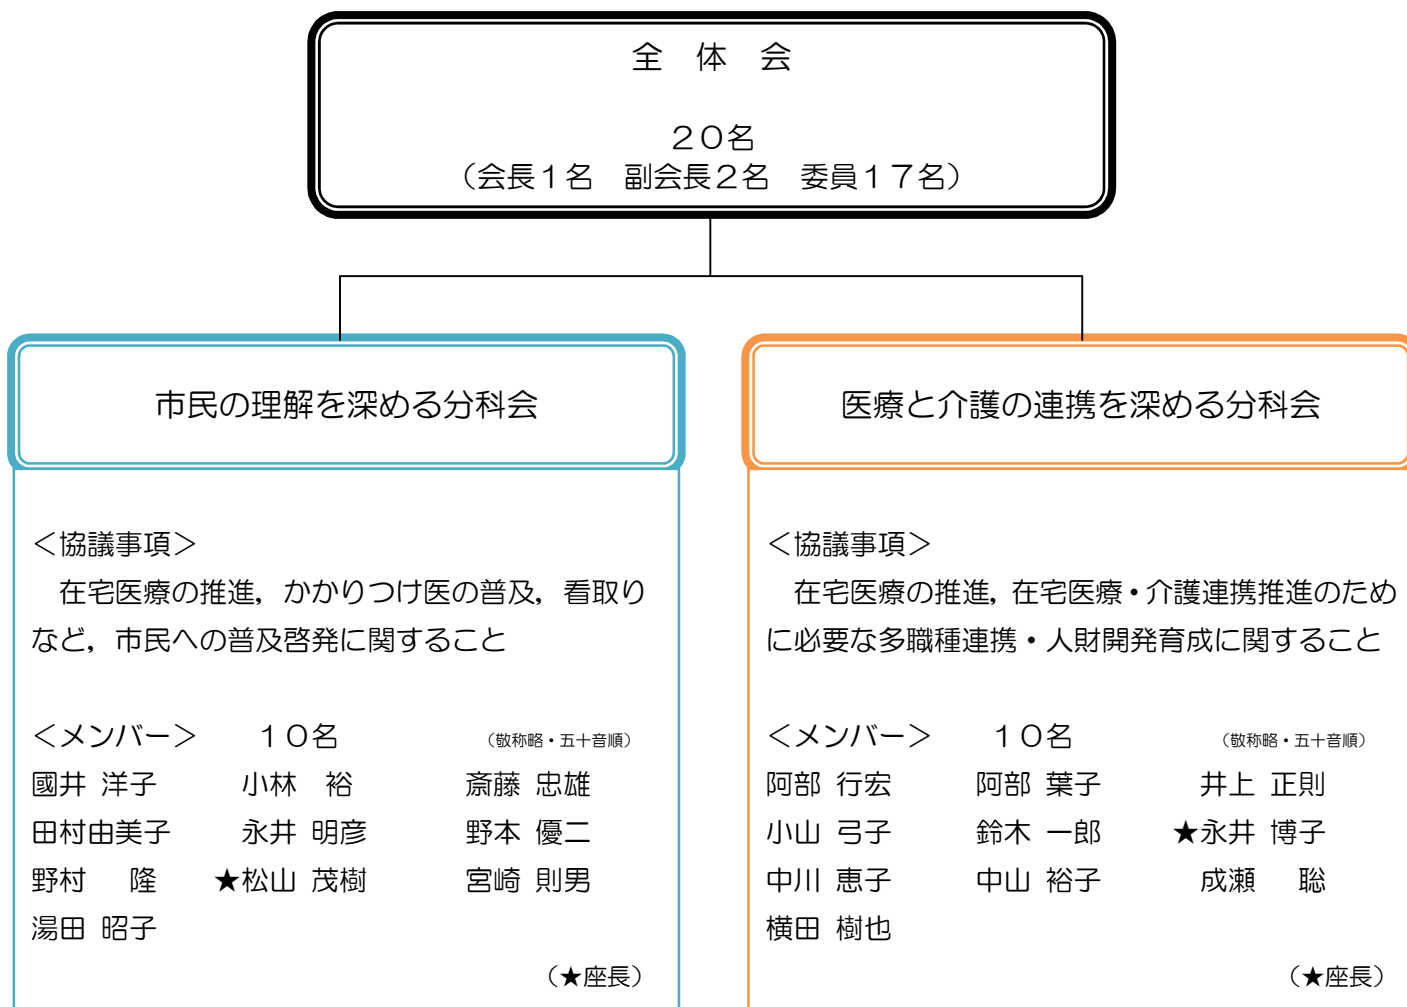 全　体　会
２０名
（会長１名　副会長２名　委員１７名）
市民の理解を深める分科会
＜協議事項＞
　在宅医療の推進，かかりつけ医の普及，看取り
など，市民への普及啓発に関すること
＜メンバー＞　１０名　（敬称略・五十音順）
國井 洋子　小林　裕　斎藤 忠雄
田村由美子　永井 明彦　野本 優二
野村　隆　★松山 茂樹　宮崎 則男
湯田 昭子
（★座長）
医療と介護の連携を深める分科会
＜協議事項＞
　在宅医療の推進，在宅医療・介護連携推進のため
に必要な多職種連携・人財開発育成に関すること
＜メンバー＞　１０名　（敬称略・五十音順）
阿部 行宏　阿部 葉子　井上 正則
小山 弓子　鈴木 一郎　★永井 博子
中川 恵子　中山 裕子　成瀬　聡
横田 樹也
（★座長）